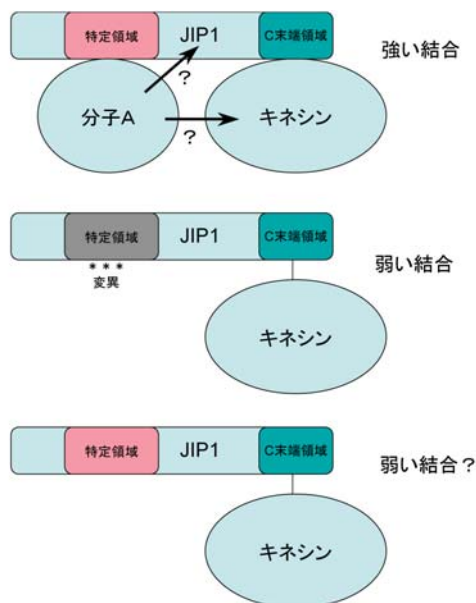 特定領域 JIP1 C末端領域
強い結合
?
分子A キネシン
?
特定領域 JIP1 C末端領域
* * *
変異
弱い結合
キネシン
特定領域 JIP1 C末端領域
弱い結合?
キネシン